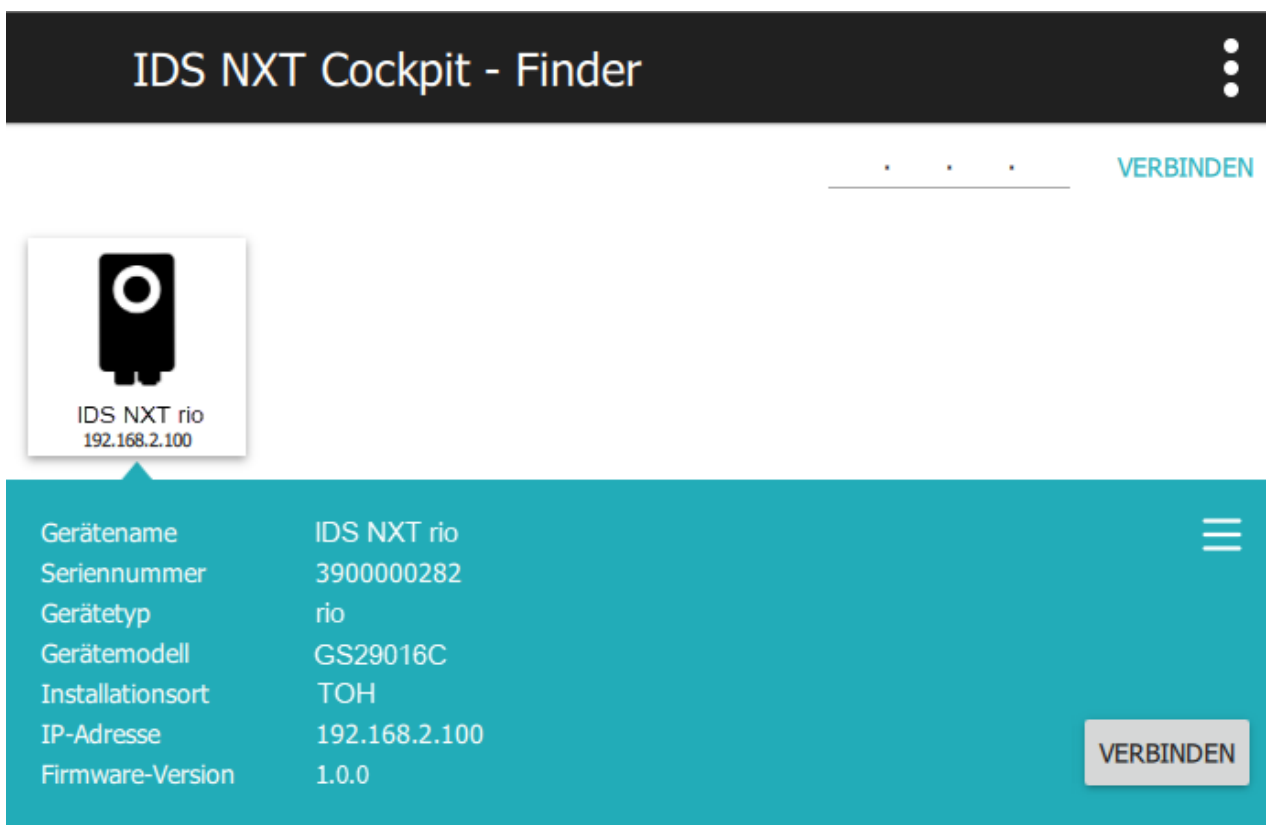 IDS NXT Cockpit - Finder
. . . VERBINDEN
IDS NXT rio
192.168.2.100
Gerätename IDS NXT rio
Seriennummer 3900000282
Gerätetyp rio
Gerätemodell GS29016C
Installationsort TOH
IP-Adresse 192.168.2.100
Firmware-Version 1.0.0
VERBINDEN